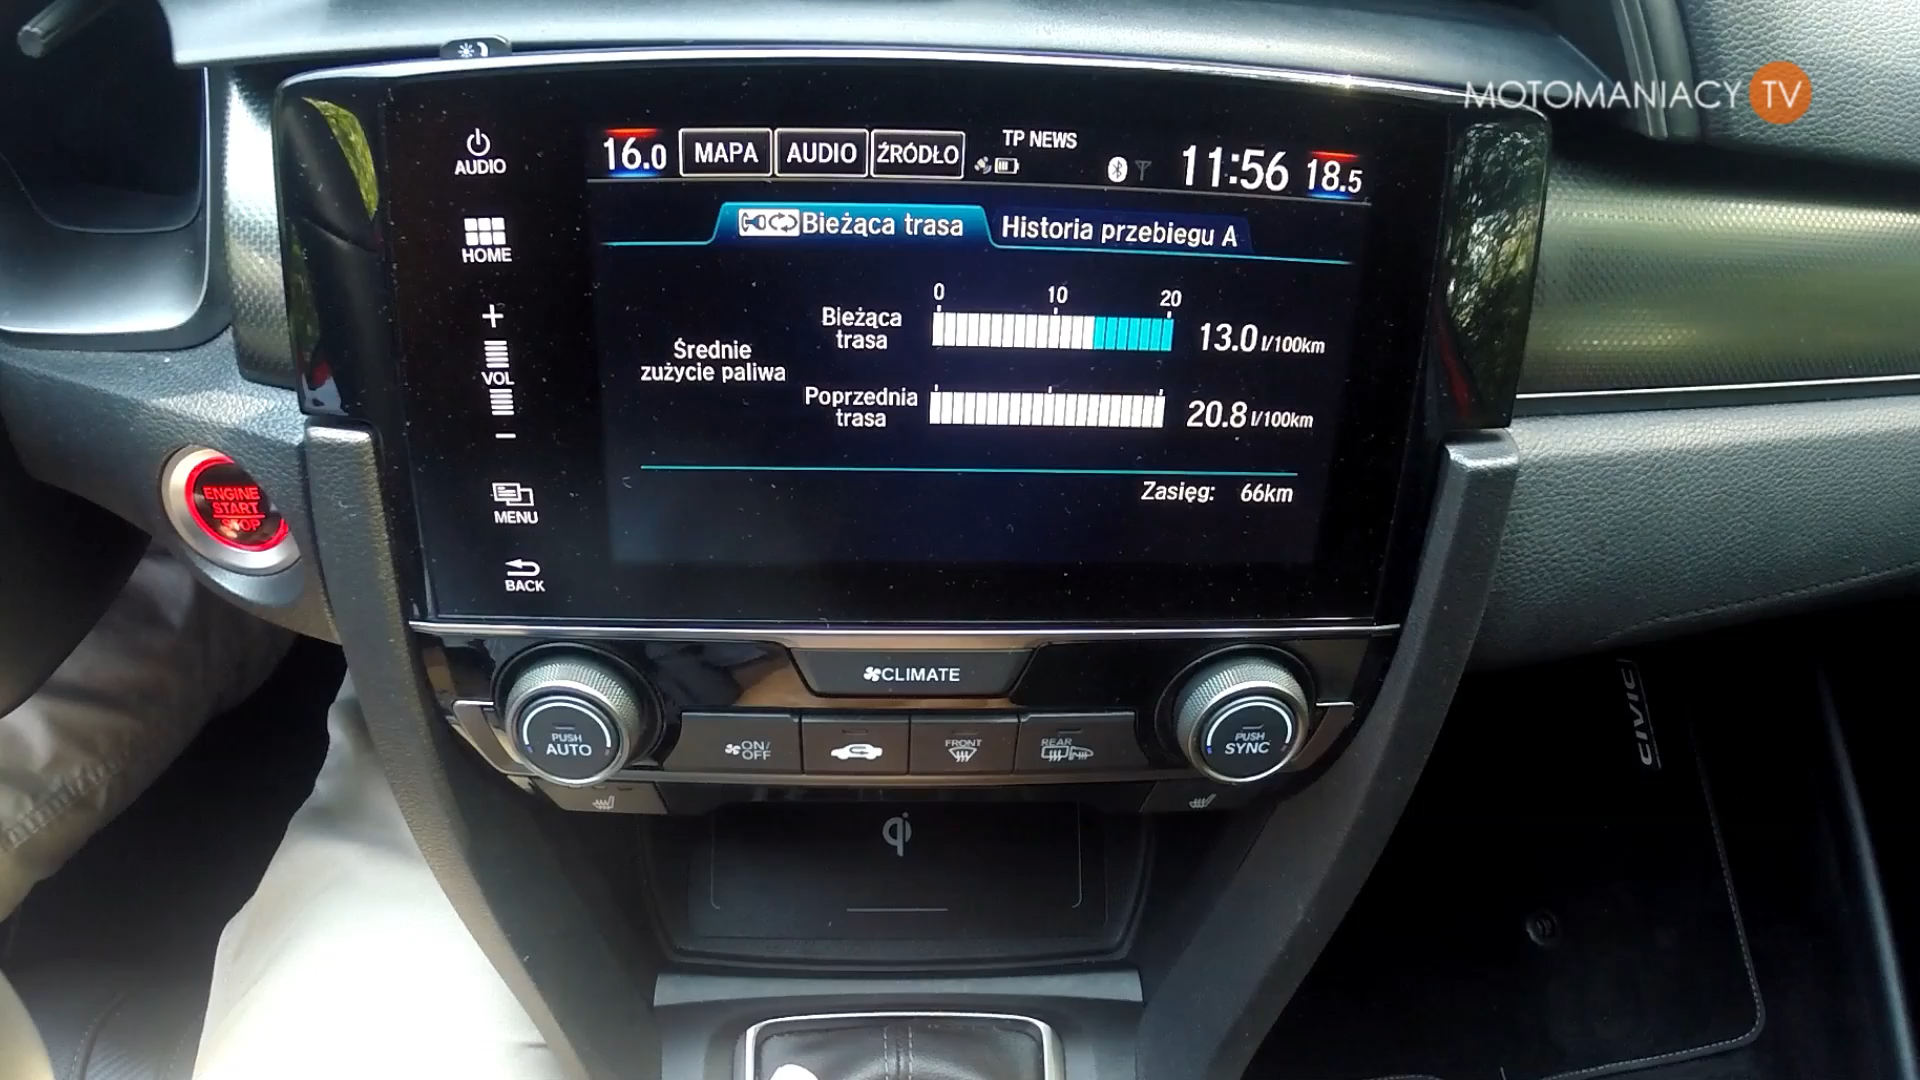 MOTOMANIACY TV
AUDIO
16.0 MAPA AUDIO ŹRÓDŁO TP NEWS 11:56 18.5
HOME
Bieżąca trasa Historia przebiegu A
0 10 20
+
VOL
-
Bieżąca
trasa
13.0 l/100km
Średnie
zużycie paliwa
Poprzednia
trasa
20.8 l/100km
Zasięg: 66km
MENU
BACK
ENGINE
START
STOP
CLIMATE
PUSH
AUTO
ON/
OFF
FRONT
REAR
PUSH
SYNC
qi
CIVIC